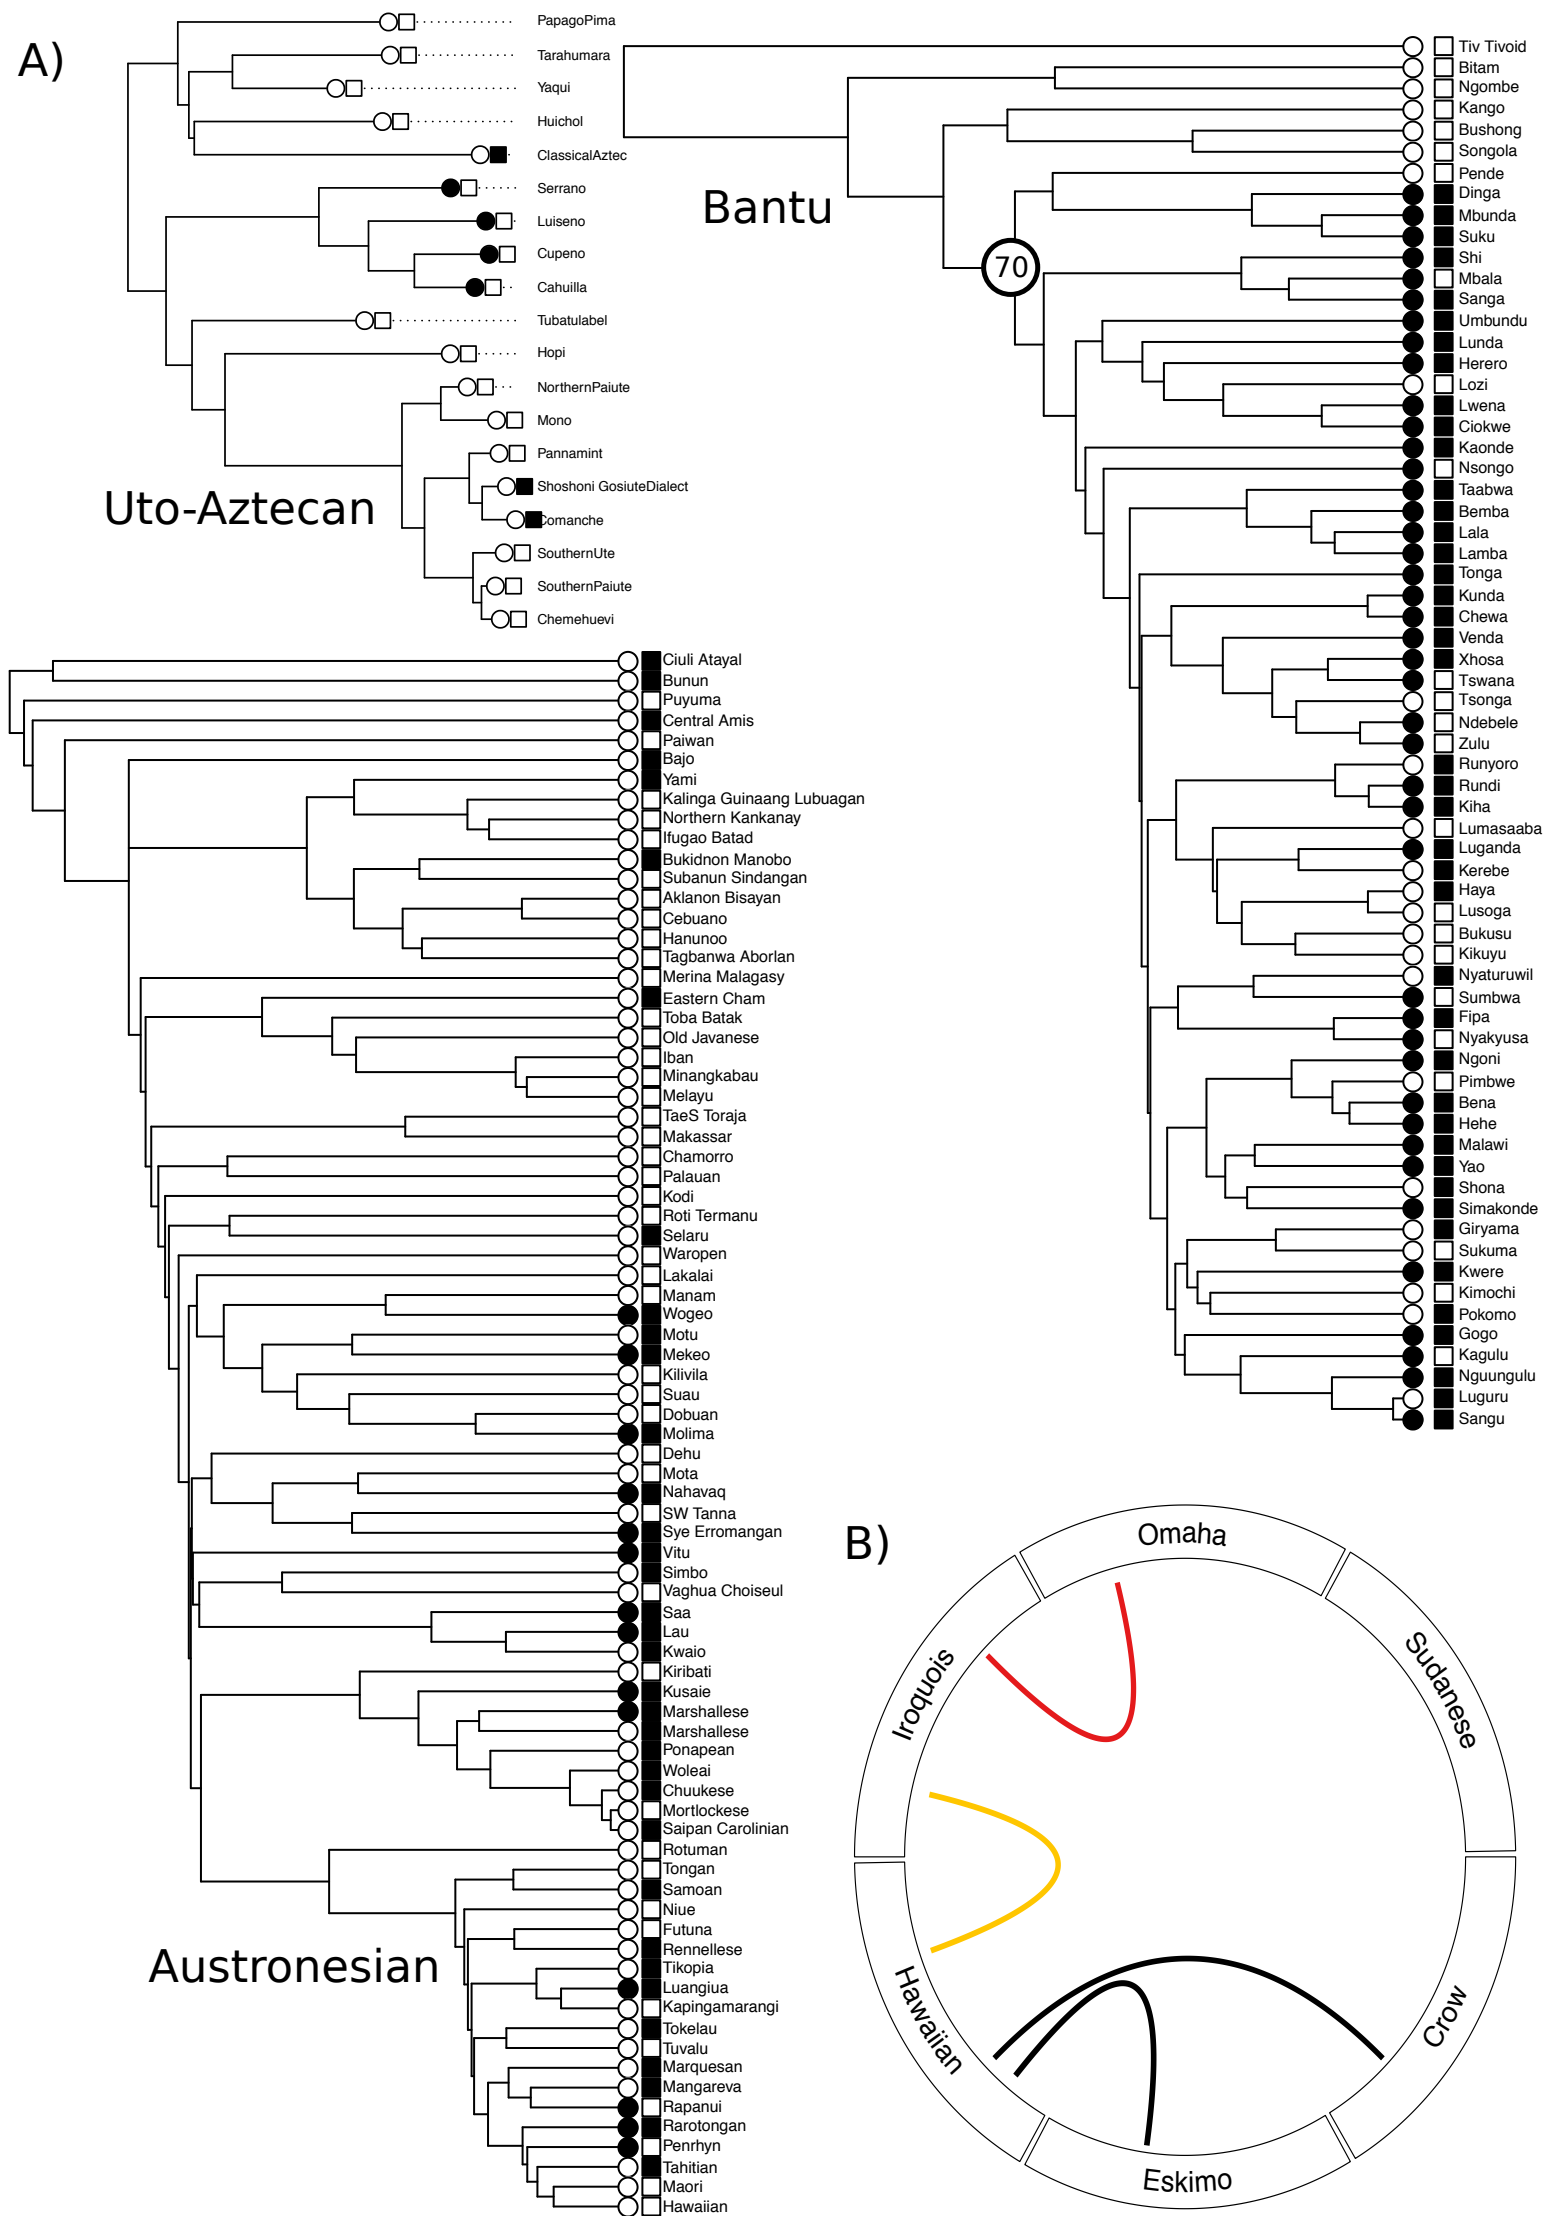 A)
PapagoPima
Tarahumara
Yaqui
Huichol
ClassicalAztec
Serrano
Luiseno
Cupeno
Cahuilla
Tubatulabel
Hopi
NorthernPaiute
Mono
Pannamint
Shoshoni GosiuteDialect
Comanche
SouthernUte
SouthernPaiute
Chemehuevi
Uto-Aztecan
Tiv Tivoid
Bitam
Ngombe
Kango
Bushong
Songola
Pende
Dinga
Mbunda
Suku
Shi
Mbala
Sanga
Umbundu
Lunda
Herero
Lozi
Lwena
Ciokwe
Kaonde
Nsongo
Taabwa
Bemba
Lala
Lamba
Tonga
Kunda
Chewa
Venda
Xhosa
Tswana
Tsonga
Ndebele
Zulu
Runyoro
Rundi
Kiha
Lumasaaba
Luganda
Kerebe
Haya
Lusoga
Bukusu
Kikuyu
Nyaturuwil
Sumbwa
Fipa
Nyakyusa
Ngoni
Pimbwe
Bena
Hehe
Malawi
Yao
Shona
Simakonde
Giryama
Sukuma
Kwere
Kimochi
Pokomo
Gogo
Kagulu
Nguungulu
Luguru
Sangu
Bantu
70
Ciuli Atayal
Bunun
Puyuma
Central Amis
Paiwan
Bajo
Yami
Kalinga Guinaang Lubuagan
Northern Kankanay
Ifugao Batad
Bukidnon Manobo
Subanun Sindangan
Aklanon Bisayan
Cebuano
Hanunoo
Tagbanwa Aborlan
Merina Malagasy
Eastern Cham
Toba Batak
Old Javanese
Iban
Minangkabau
Melayu
TaeS Toraja
Makassar
Chamorro
Palauan
Kodi
Roti Termanu
Selaru
Waropen
Lakalai
Manam
Wogeo
Motu
Mekeo
Kilivila
Suau
Dobuan
Molima
Dehu
Mota
Nahavaq
SW Tanna
Sye Erromangan
Vitu
Simbo
Vaghua Choiseul
Saa
Lau
Kwaio
Kiribati
Kusaie
Marshallese
Marshallese
Ponapean
Woleai
Chuukese
Mortlockese
Saipan Carolinian
Rotuman
Tongan
Samoan
Niue
Futuna
Rennellese
Tikopia
Luangiua
Kapingamarangi
Tokelau
Tuvalu
Marquesan
Mangareva
Rapanui
Rarotongan
Penrhyn
Tahitian
Maori
Hawaiian
Austronesian
B)
Omaha
Sudanese
Iroquois
Hawaiian
Crow
Eskimo